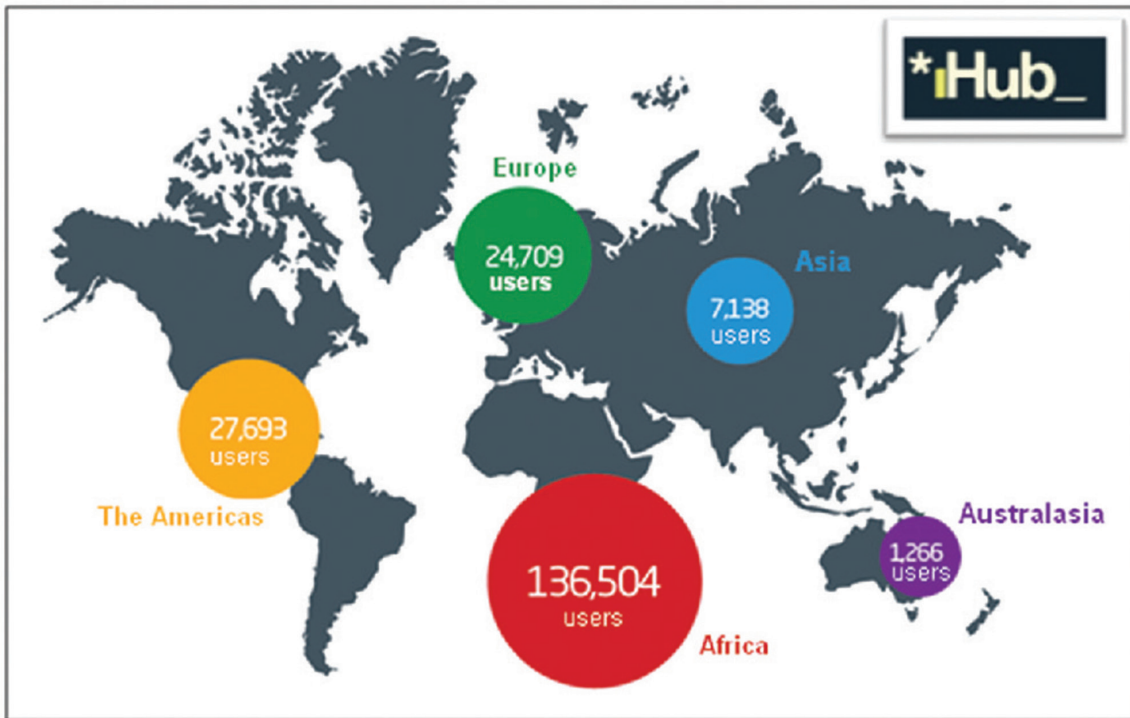 *iHub_
Europe
24,709
users
Asia
7,138
users
27,693
users
The Americas
Australasia
1,266
users
136,504
users
Africa